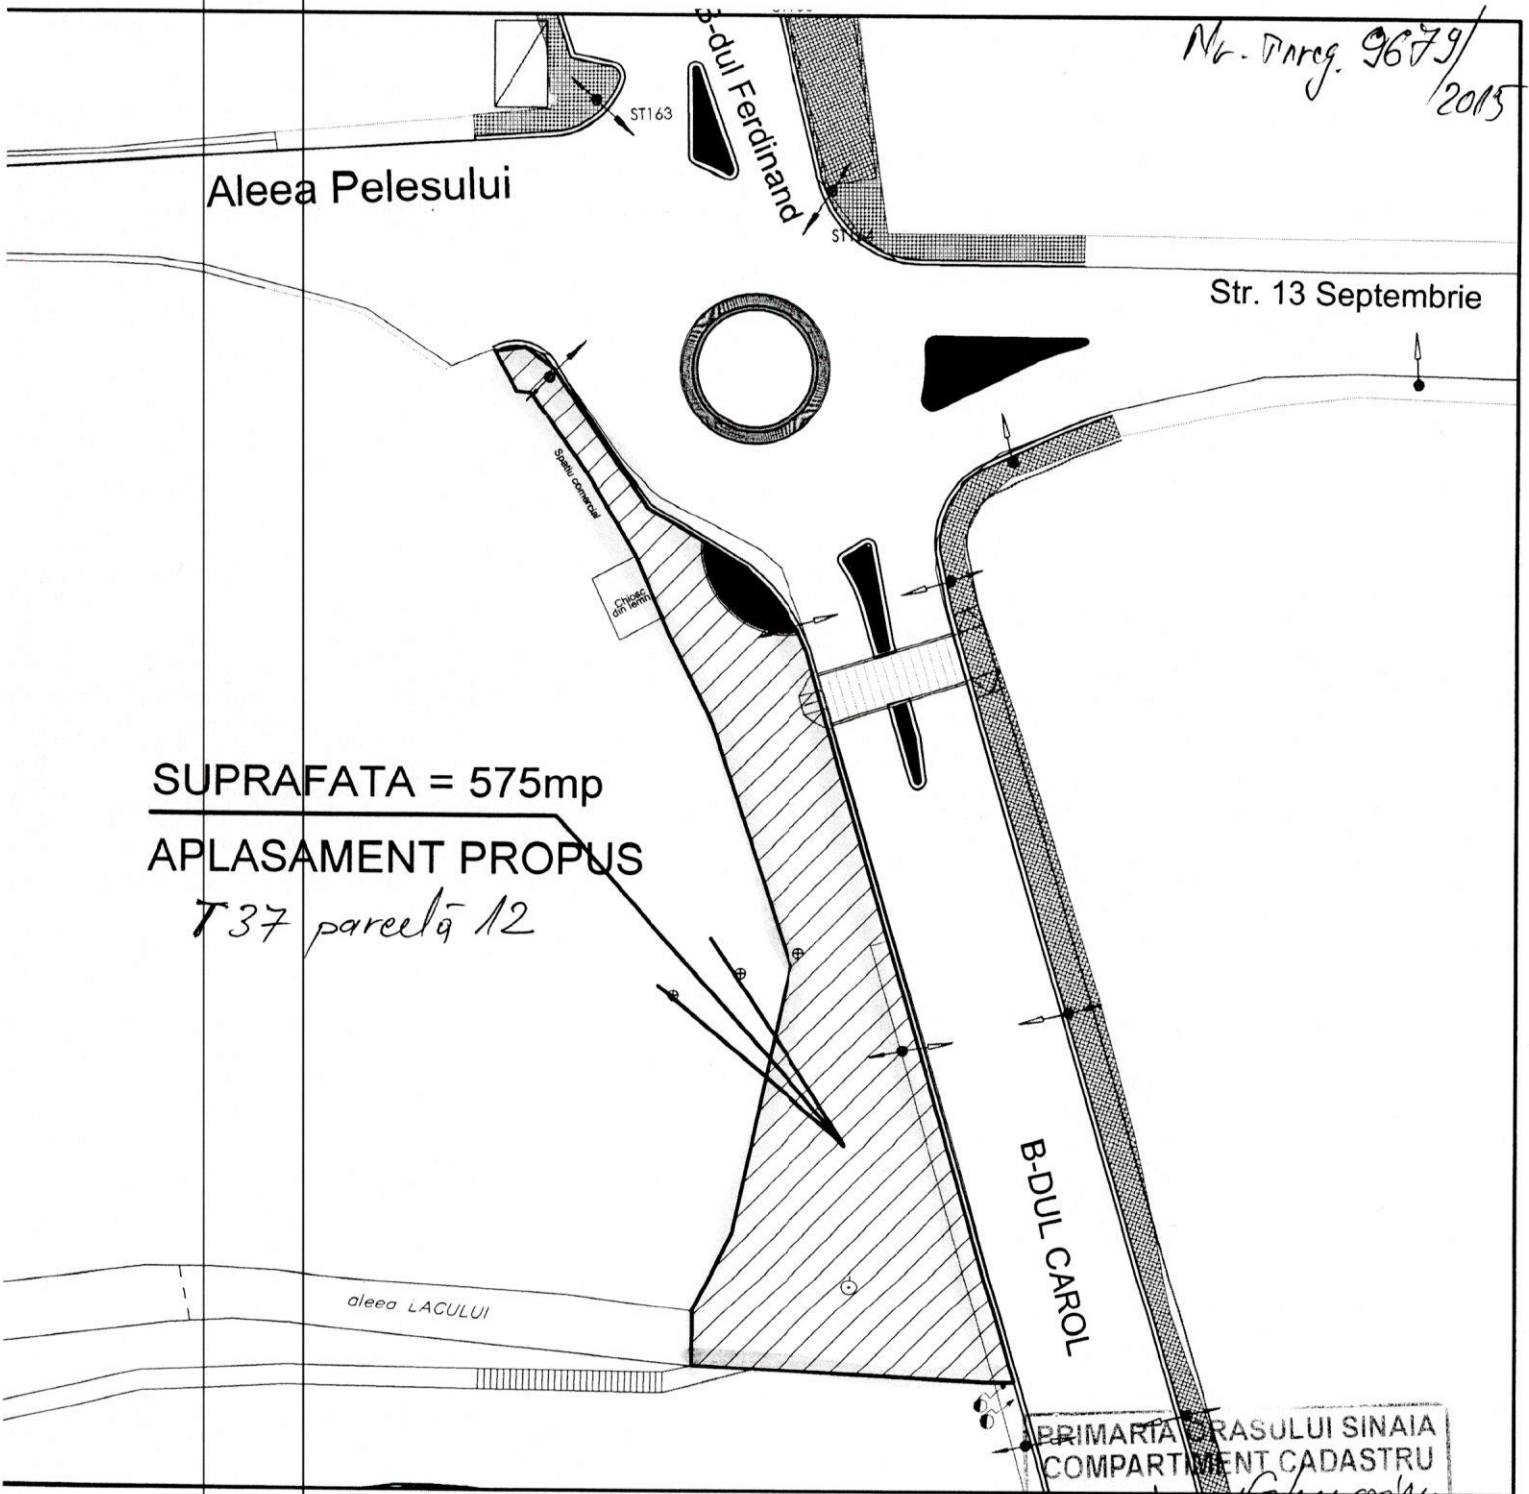 Nr. Inreg. 9679/
2015
B-dul Ferdinand
ST163
Aleea Pelesului
Str. 13 Septembrie
Spatiu comercial
Chiosc
din lemn
SUPRAFATA = 575mp
APLASAMENT PROPUS
T37 parcelă 12
B-DUL CAROL
aleea LACULUI
PRIMARIA ORASULUI SINAIA
COMPARTIMENT CADASTRU